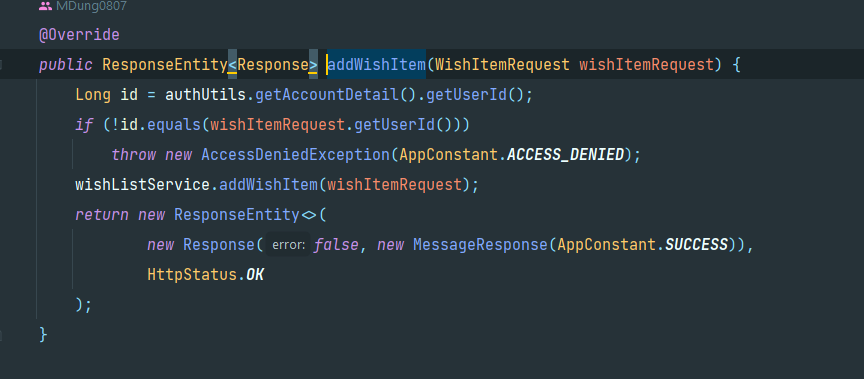 MDung0807
@Override
public ResponseEntity<Response> addWishItem(WishItemRequest wishItemRequest) {
Long id = authUtils.getAccountDetail().getUserId();
if (!id.equals(wishItemRequest.getUserId()))
throw new AccessDeniedException(AppConstant.ACCESS_DENIED);
wishListService.addWishItem(wishItemRequest);
return new ResponseEntity<>(
new Response( error: false, new MessageResponse(AppConstant.SUCCESS)),
HttpStatus.OK
);
}